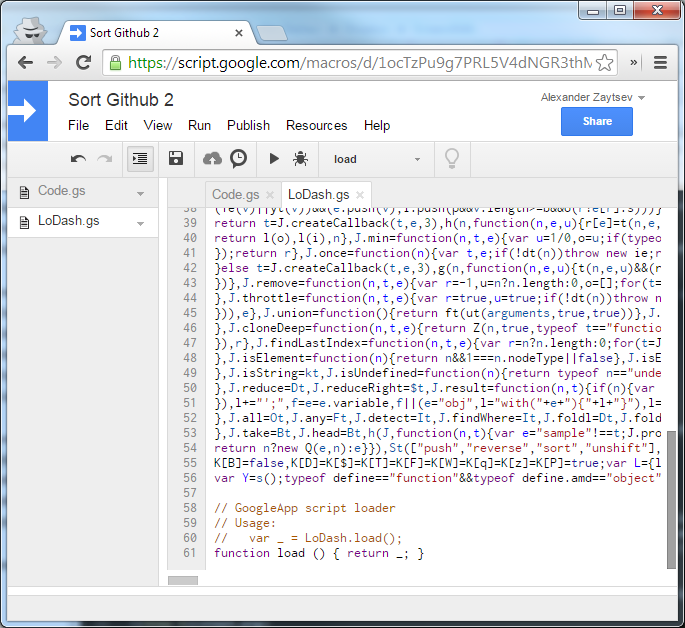 Sort Github 2
https://script.google.com/macros/d/1ocTzPu9g7PRL5V4dNGR3thM
Sort Github 2
Alexander Zaytsev
File Edit View Run Publish Resources Help
Share
load
Code.gs
LoDash.gs
Code.gs
LoDash.gs
38 (fe(v)||yt(v))&&(e.push(v),i.push(p&&v.length>=b&&o(r?e[r]:s)))}
39 return t=J.createCallback(t,e,3),h(n,function(n,e,u){r[e]=t(n,e,
40 return l(o),l(i),n},J.min=function(n,t,e){var u=1/0,o=u;if(typeo
41 });return r},J.once=function(n){var t,e;if(!dt(n))throw new ie;r
42 }else t=J.createCallback(t,e,3),g(n,function(n,e,u){t(n,e,u)&&(r
43 })},J.remove=function(n,t,e){var r=-1,u=n?n.length:0,o=[];for(t=
44 },J.throttle=function(n,t,e){var r=true,u=true;if(!dt(n))throw n
45 })),e},J.union=function(){return ft(ut(arguments,true,true))},J.
46 },J.cloneDeep=function(n,t,e){return Z(n,true,typeof t=="functio
47 }),r},J.findLastIndex=function(n,t,e){var r=n?n.length:0;for(t=J
48 },J.isElement=function(n){return n&&1===n.nodeType||false},J.isE
49 },J.isString=kt,J.isUndefined=function(n){return typeof n=="unde
50 },J.reduce=Dt,J.reduceRight=$t,J.result=function(n,t){if(n){var
51 }),l+="';",f=e=e.variable,f||(e="obj",l="with("+e+"){"+l+"}"),l=
52 },J.all=Ot,J.any=Ft,J.detect=It,J.findWhere=It,J.foldl=Dt,J.fold
53 },J.take=Bt,J.head=Bt,h(J,function(n,t){var e="sample"!==t;J.pro
54 return n?new Q(e,n):e}}),St(["push","reverse","sort","unshift"],
55 K[B]=false,K[D]=K[$]=K[T]=K[F]=K[W]=K[q]=K[z]=K[P]=true;var L={l
56 var Y=s();typeof define=="function"&&typeof define.amd=="object"
57
58 // GoogleApp script loader
59 // Usage:
60 //   var _ = LoDash.load();
61 function load () { return _; }